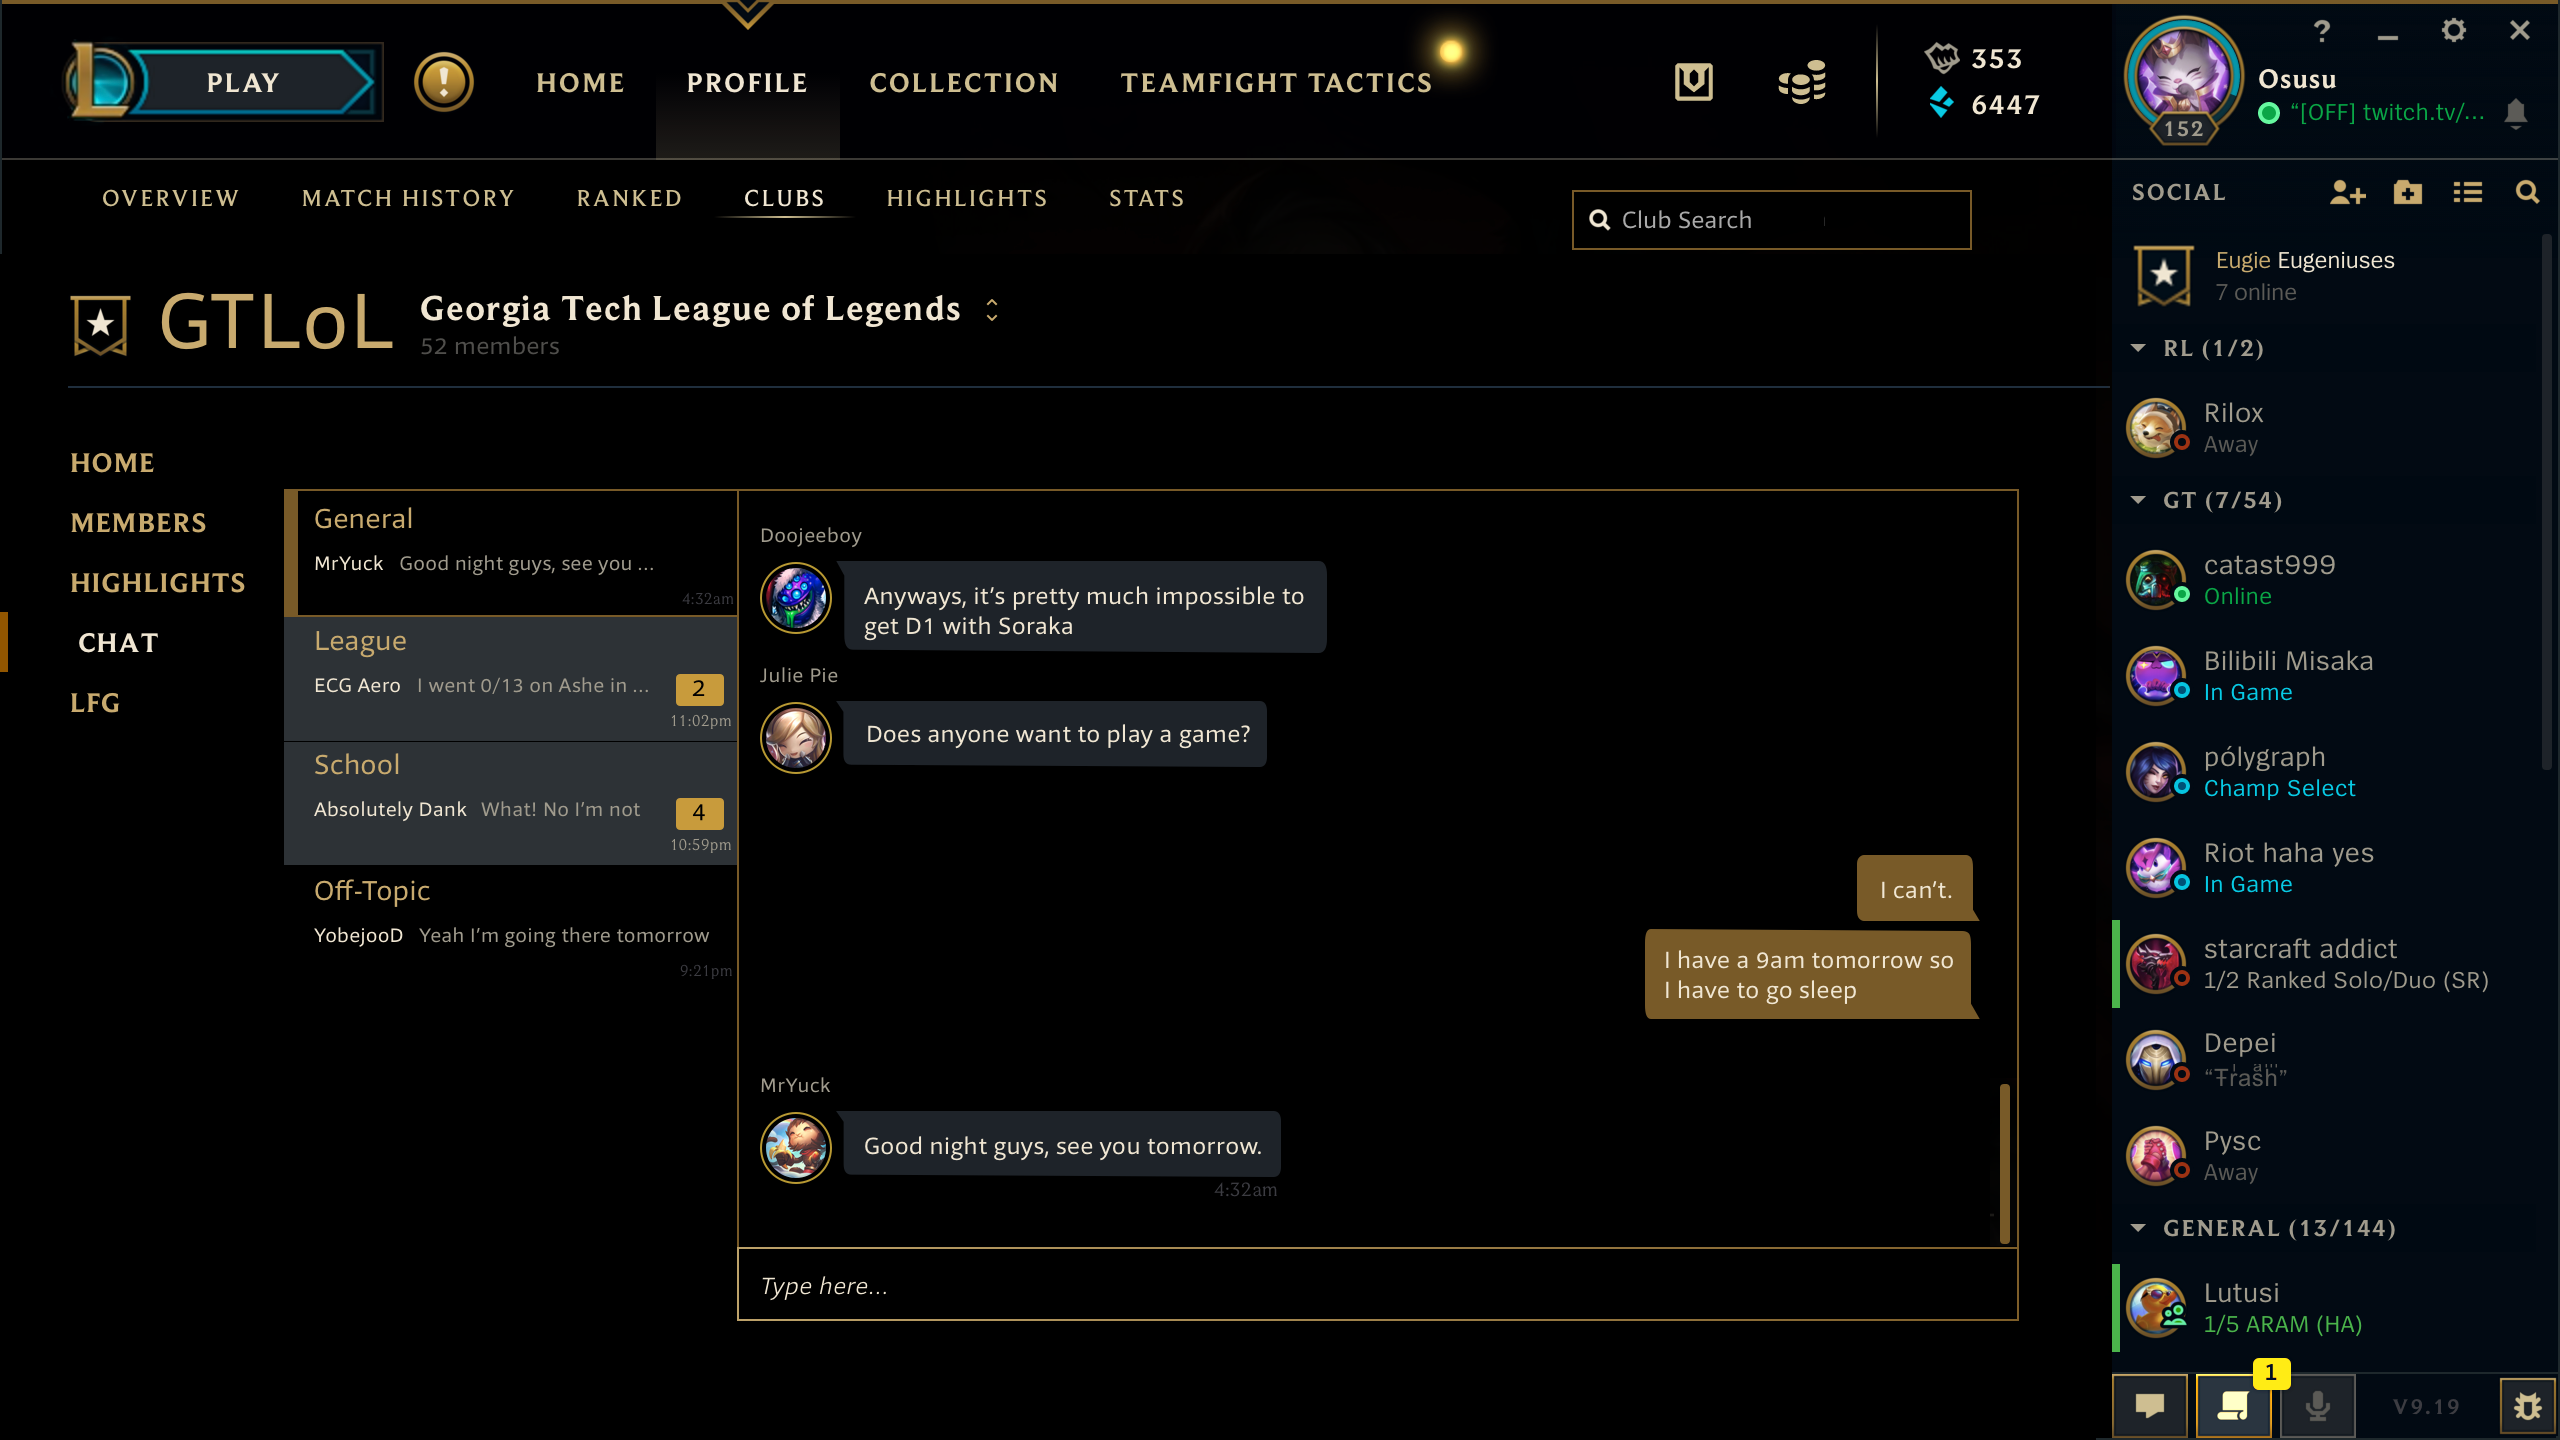 PLAY
HOME
PROFILE
COLLECTION
TEAMFIGHT TACTICS
353
6447
152
Osusu
“[OFF] twitch.tv/...
OVERVIEW
MATCH HISTORY
RANKED
CLUBS
HIGHLIGHTS
STATS
Club Search
GTLoL
Georgia Tech League of Legends
52 members
HOME
MEMBERS
HIGHLIGHTS
CHAT
LFG
General
MrYuck Good night guys, see you ...
4:32am
League
ECG Aero I went 0/13 on Ashe in ...
2
11:02pm
School
Absolutely Dank What! No I’m not
4
10:59pm
Off-Topic
YobejooD Yeah I’m going there tomorrow
9:21pm
Doojeeboy
Anyways, it’s pretty much impossible to
get D1 with Soraka
Julie Pie
Does anyone want to play a game?
I can’t.
I have a 9am tomorrow so
I have to go sleep
MrYuck
Good night guys, see you tomorrow.
4:32am
Type here...
SOCIAL
Eugie Eugeniuses
7 online
RL (1/2)
Rilox
Away
GT (7/54)
catast999
Online
Bilibili Misaka
In Game
pólygraph
Champ Select
Riot haha yes
In Game
starcraft addict
1/2 Ranked Solo/Duo (SR)
Depei
Pysc
Away
GENERAL (13/144)
Lutusi
1/5 ARAM (HA)
1
V9.19